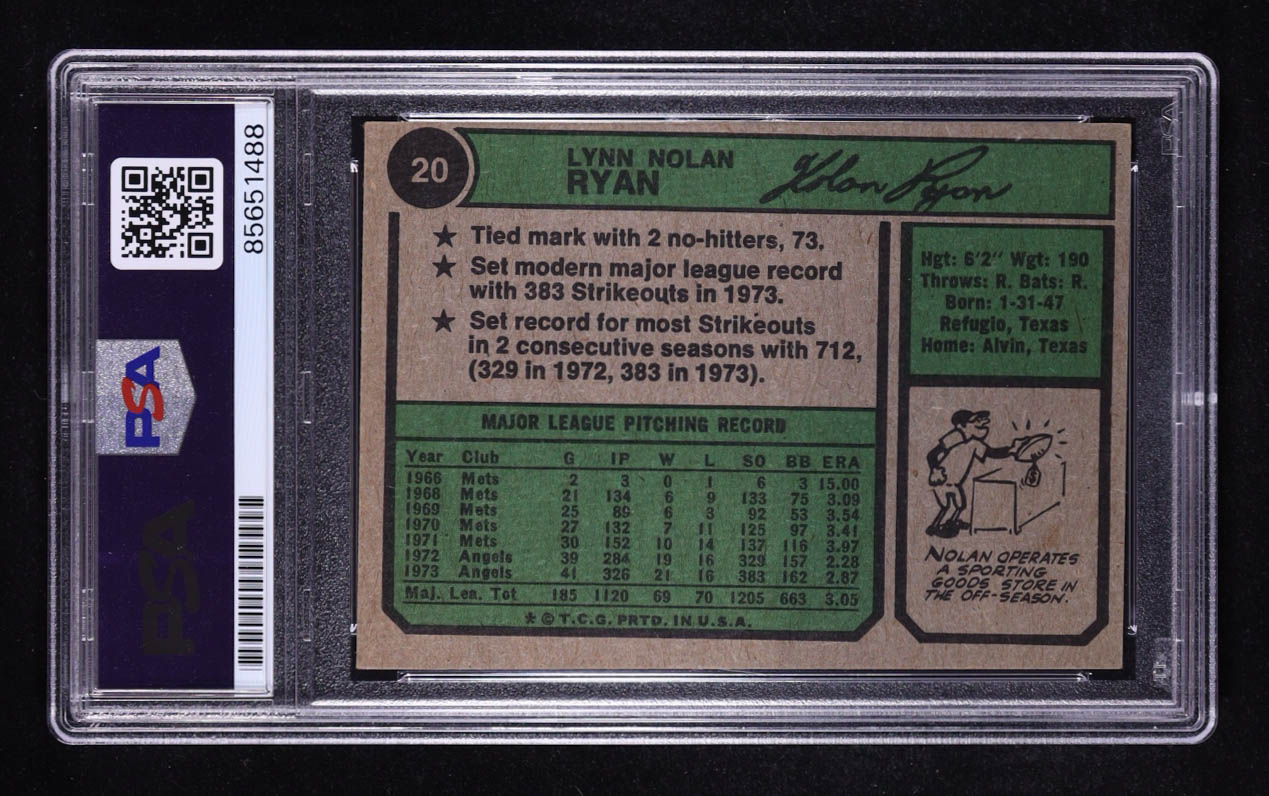 85651488
PSA
PSA
PSA
20
LYNN NOLAN
RYAN
Nolan Ryan
★ Tied mark with 2 no-hitters, 73.
★ Set modern major league record
with 383 Strikeouts in 1973.
★ Set record for most Strikeouts
in 2 consecutive seasons with 712,
(329 in 1972, 383 in 1973).
Hgt: 6'2" Wgt: 190
Throws: R. Bats: R.
Born: 1-31-47
Refugio, Texas
Home: Alvin, Texas
MAJOR LEAGUE PITCHING RECORD
Year Club G IP W L SO BB ERA
1966 Mets 2 3 0 1 6 3 15.00
1968 Mets 21 134 6 9 133 75 3.09
1969 Mets 25 89 6 3 92 53 3.54
1970 Mets 27 132 7 11 125 97 3.41
1971 Mets 30 152 10 14 137 116 3.97
1972 Angels 39 284 19 16 329 157 2.28
1973 Angels 41 326 21 16 383 162 2.87
Maj. Lea. Tot 185 1120 69 70 1205 663 3.05
* © T.C.G. PRTD. IN U.S.A.
$
NOLAN OPERATES
A SPORTING
GOODS STORE IN
THE OFF-SEASON.